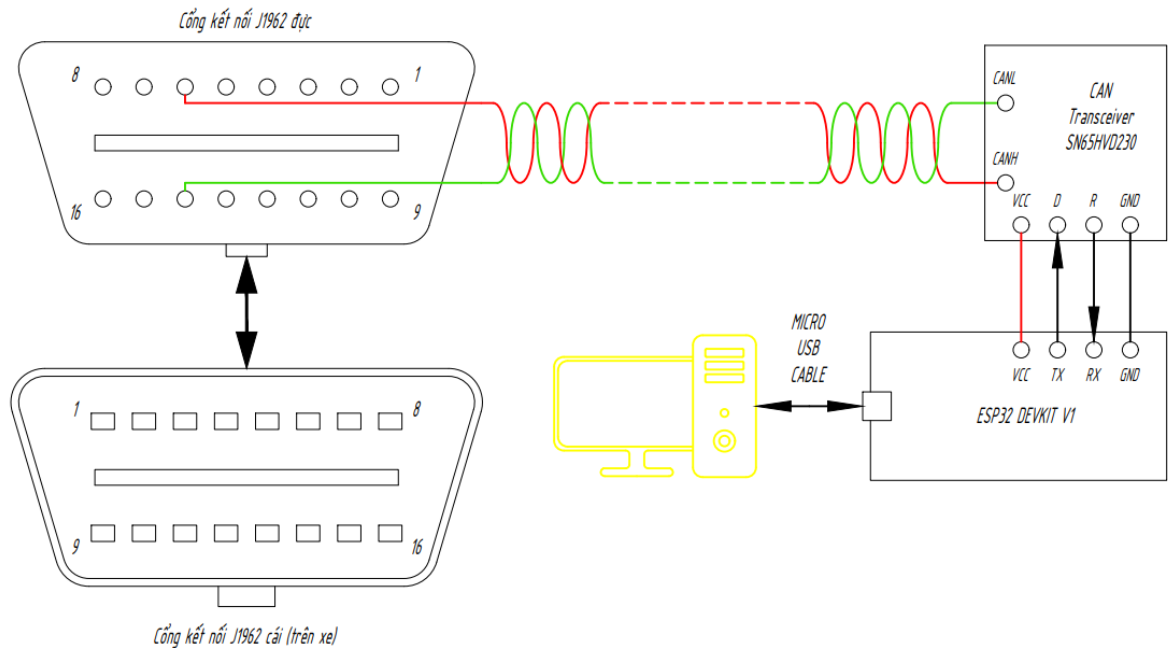 Cổng kết nối J1962 đực
8
1
16
9
CANL
CANH
CAN
Transceiver
SN65HVD230
VCC D R GND
MICRO
USB
CABLE
VCC TX RX GND
ESP32 DEVKIT V1
1
8
9
16
Cổng kết nối J1962 cái (trên xe)